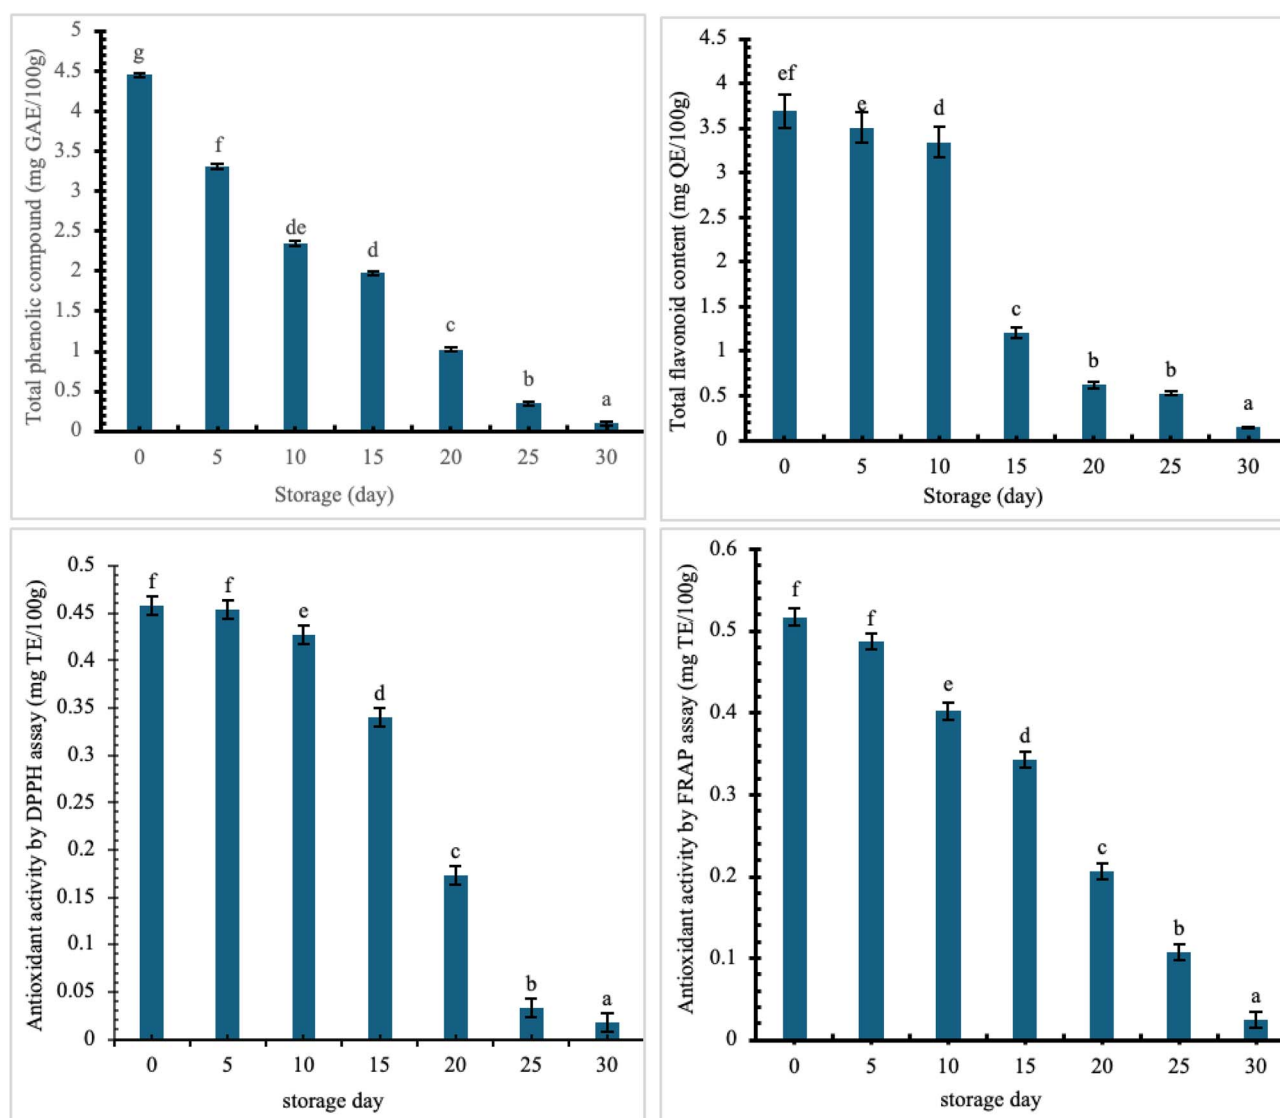 Total phenolic compound (mg GAE/100g)
5
4.5
4
3.5
3
2.5
2
1.5
1
0.5
0
g
f
de
d
c
b
a
0 5 10 15 20 25 30
Storage (day)
Total flavonoid content (mg QE/100g)
4.5
4
3.5
3
2.5
2
1.5
1
0.5
0
ef
e
d
c
b
b
a
0 5 10 15 20 25 30
Storage (day)
Antioxidant activity by DPPH assay (mg TE/100g)
0.5
0.45
0.4
0.35
0.3
0.25
0.2
0.15
0.1
0.05
0
f
f
e
d
c
b
a
0 5 10 15 20 25 30
storage day
Antioxidant activity by FRAP assay (mg TE/100g)
0.6
0.5
0.4
0.3
0.2
0.1
0
f
f
e
d
c
b
a
0 5 10 15 20 25 30
storage day